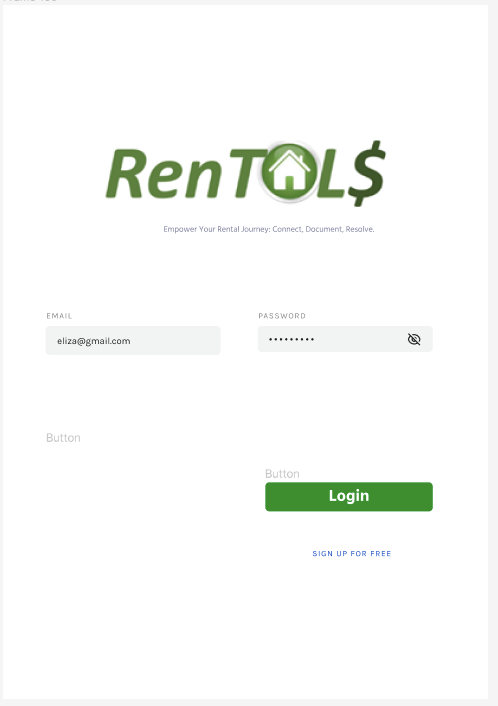 RenTOL$
Empower Your Rental Journey: Connect, Document, Resolve.
EMAIL
PASSWORD
eliza@gmail.com
•••••••••
Button
Button
Login
SIGN UP FOR FREE